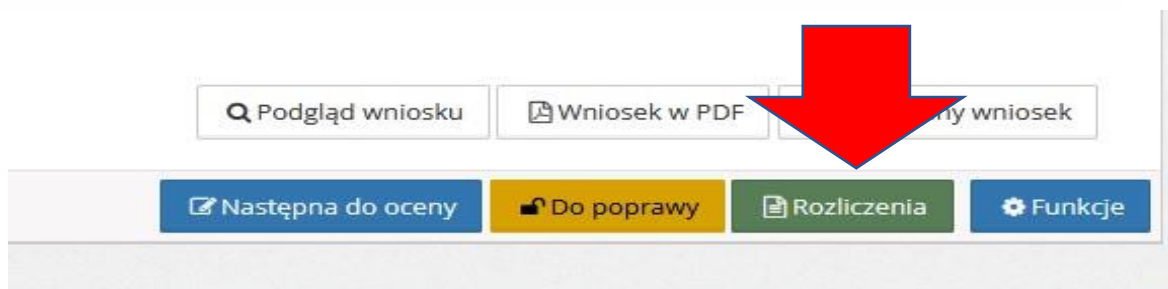 Podgląd wniosku Wniosek w PDF ny wniosek
Następna do oceny Do poprawy Rozliczenia Funkcje